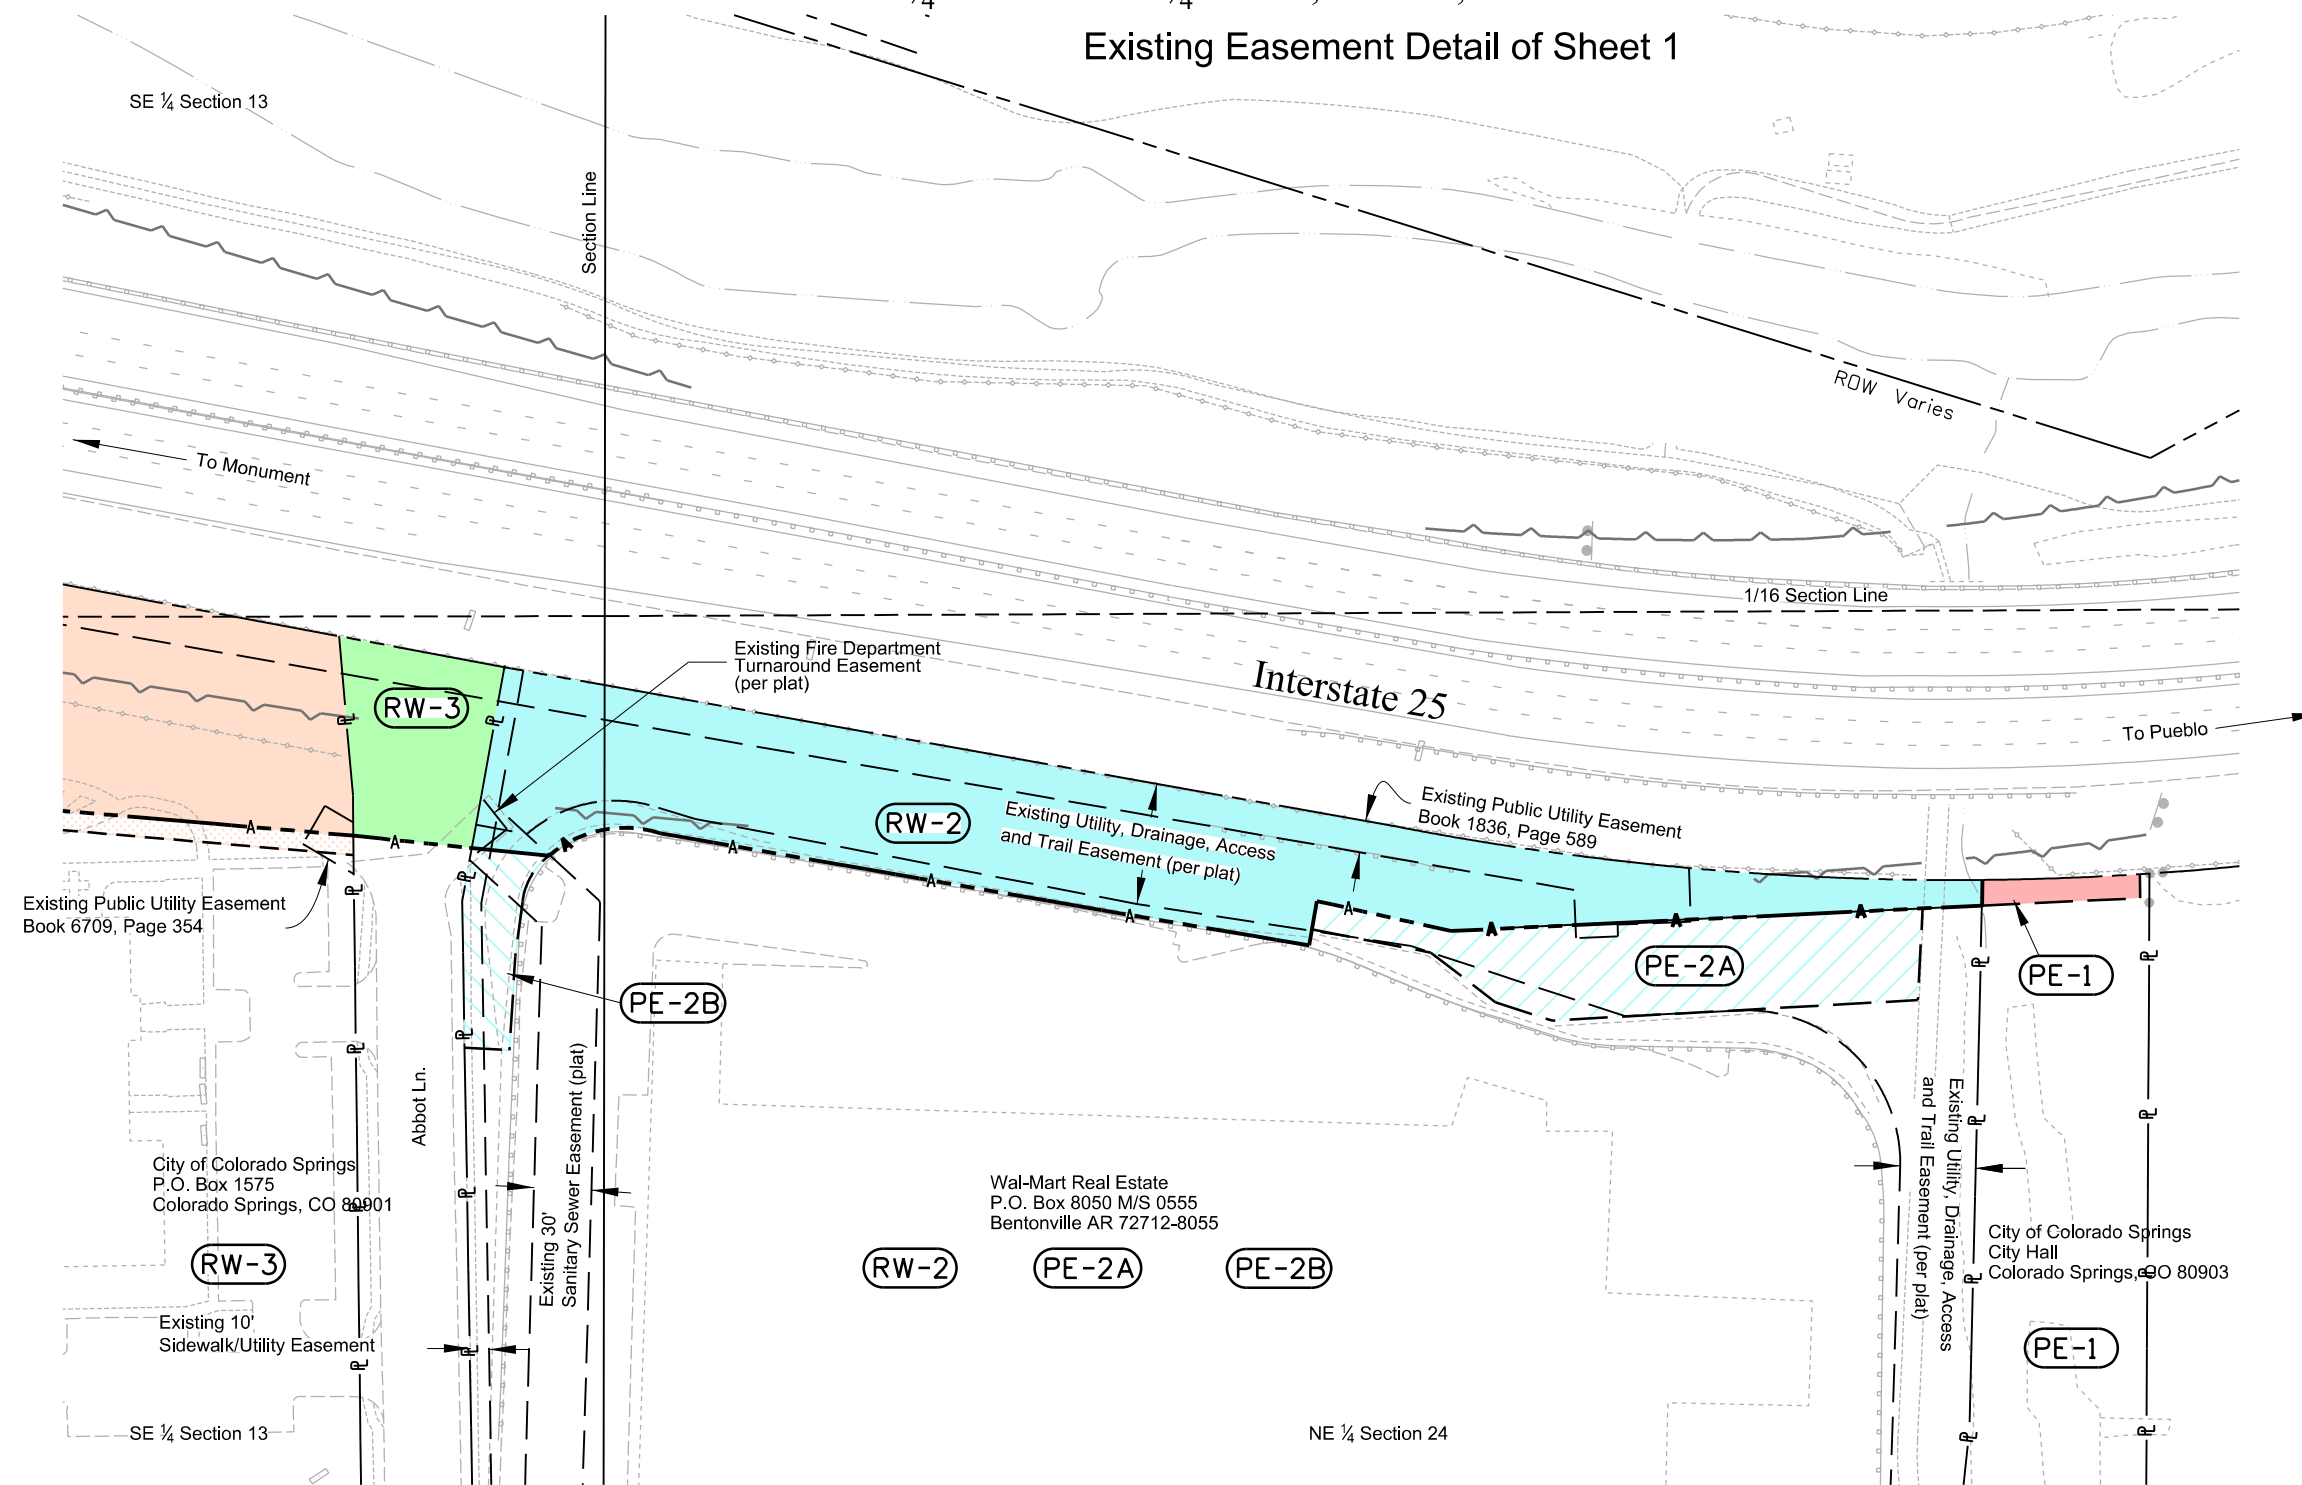 Existing Easement Detail of Sheet 1
SE ¼ Section 13
Section Line
ROW Varies
To Monument
1/16 Section Line
Existing Fire Department
Turnaround Easement
(per plat)
Interstate 25
To Pueblo
RW-3
RW-2
Existing Utility, Drainage, Access
and Trail Easement (per plat)
Existing Public Utility Easement
Book 1836, Page 589
Existing Public Utility Easement
Book 6709, Page 354
PE-2A
PE-1
PE-2B
Abbot Ln.
Existing 30'
Sanitary Sewer Easement (plat)
Existing Utility, Drainage, Access
and Trail Easement (per plat)
City of Colorado Springs
P.O. Box 1575
Colorado Springs, CO 80901
RW-3
Wal-Mart Real Estate
P.O. Box 8050 M/S 0555
Bentonville AR 72712-8055
RW-2 PE-2A PE-2B
City of Colorado Springs
City Hall
Colorado Springs, CO 80903
PE-1
Existing 10'
Sidewalk/Utility Easement
SE ¼ Section 13
NE ¼ Section 24